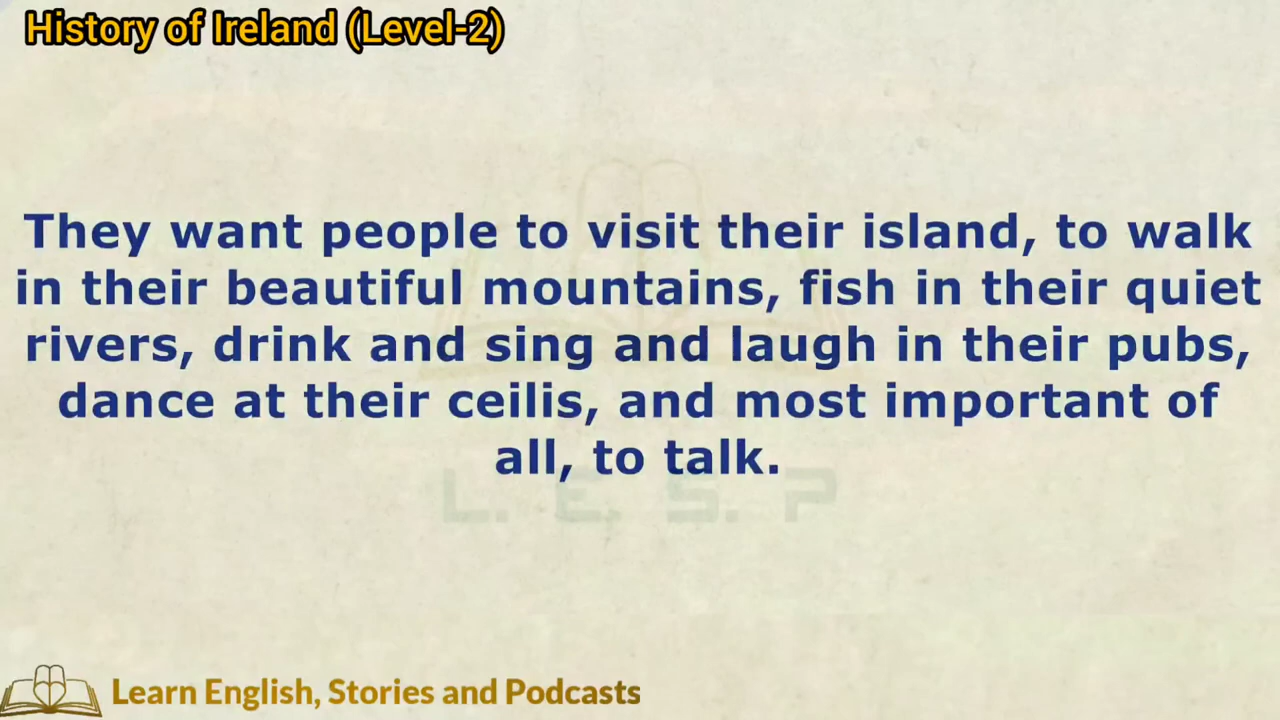 History of Ireland (Level-2)
They want people to visit their island, to walk
in their beautiful mountains, fish in their quiet
rivers, drink and sing and laugh in their pubs,
dance at their ceilis, and most important of
all, to talk.
L. E. S. P
Learn English, Stories and Podcasts